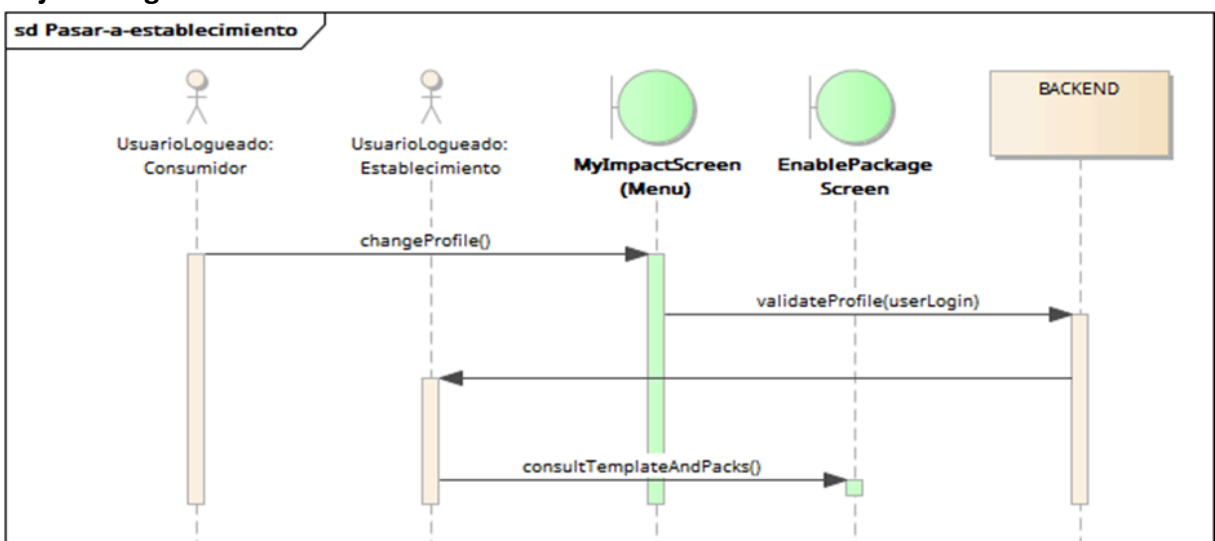 sd Pasar-a-establecimiento
UsuarioLogueado:
Consumidor
UsuarioLogueado:
Establecimiento
MyImpactScreen
(Menu)
EnablePackage
Screen
BACKEND
changeProfile()
validateProfile(userLogin)
consultTemplateAndPacks()